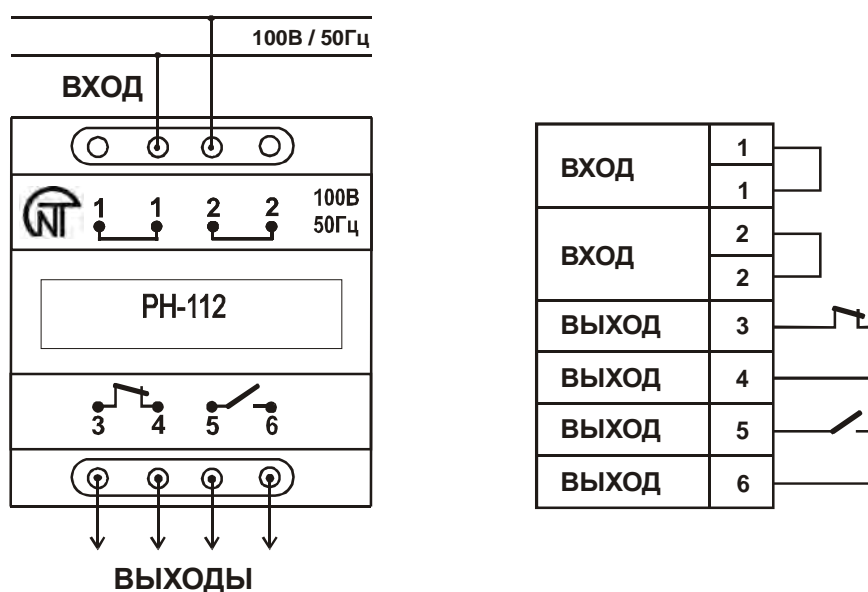 100В / 50Гц
ВХОД
NT
1 1 2 2
100В
50Гц
РН-112
3 4 5 6
ВЫХОДЫ
ВХОД 1
1
ВХОД 2
2
ВЫХОД 3
ВЫХОД 4
ВЫХОД 5
ВЫХОД 6